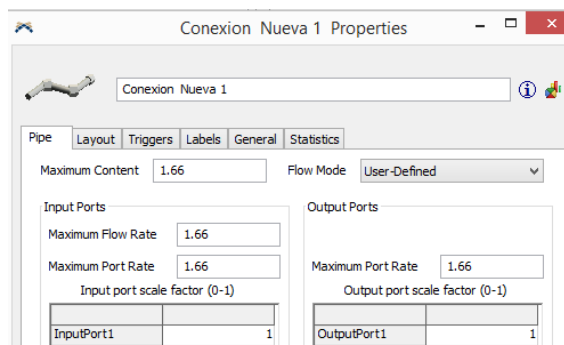 Conexion Nueva 1 Properties
Conexion Nueva 1
Pipe Layout Triggers Labels General Statistics
Maximum Content 1.66 Flow Mode User-Defined
Input Ports Output Ports
Maximum Flow Rate 1.66
Maximum Port Rate 1.66 Maximum Port Rate 1.66
Input port scale factor (0-1) Output port scale factor (0-1)
InputPort1 1 OutputPort1 1